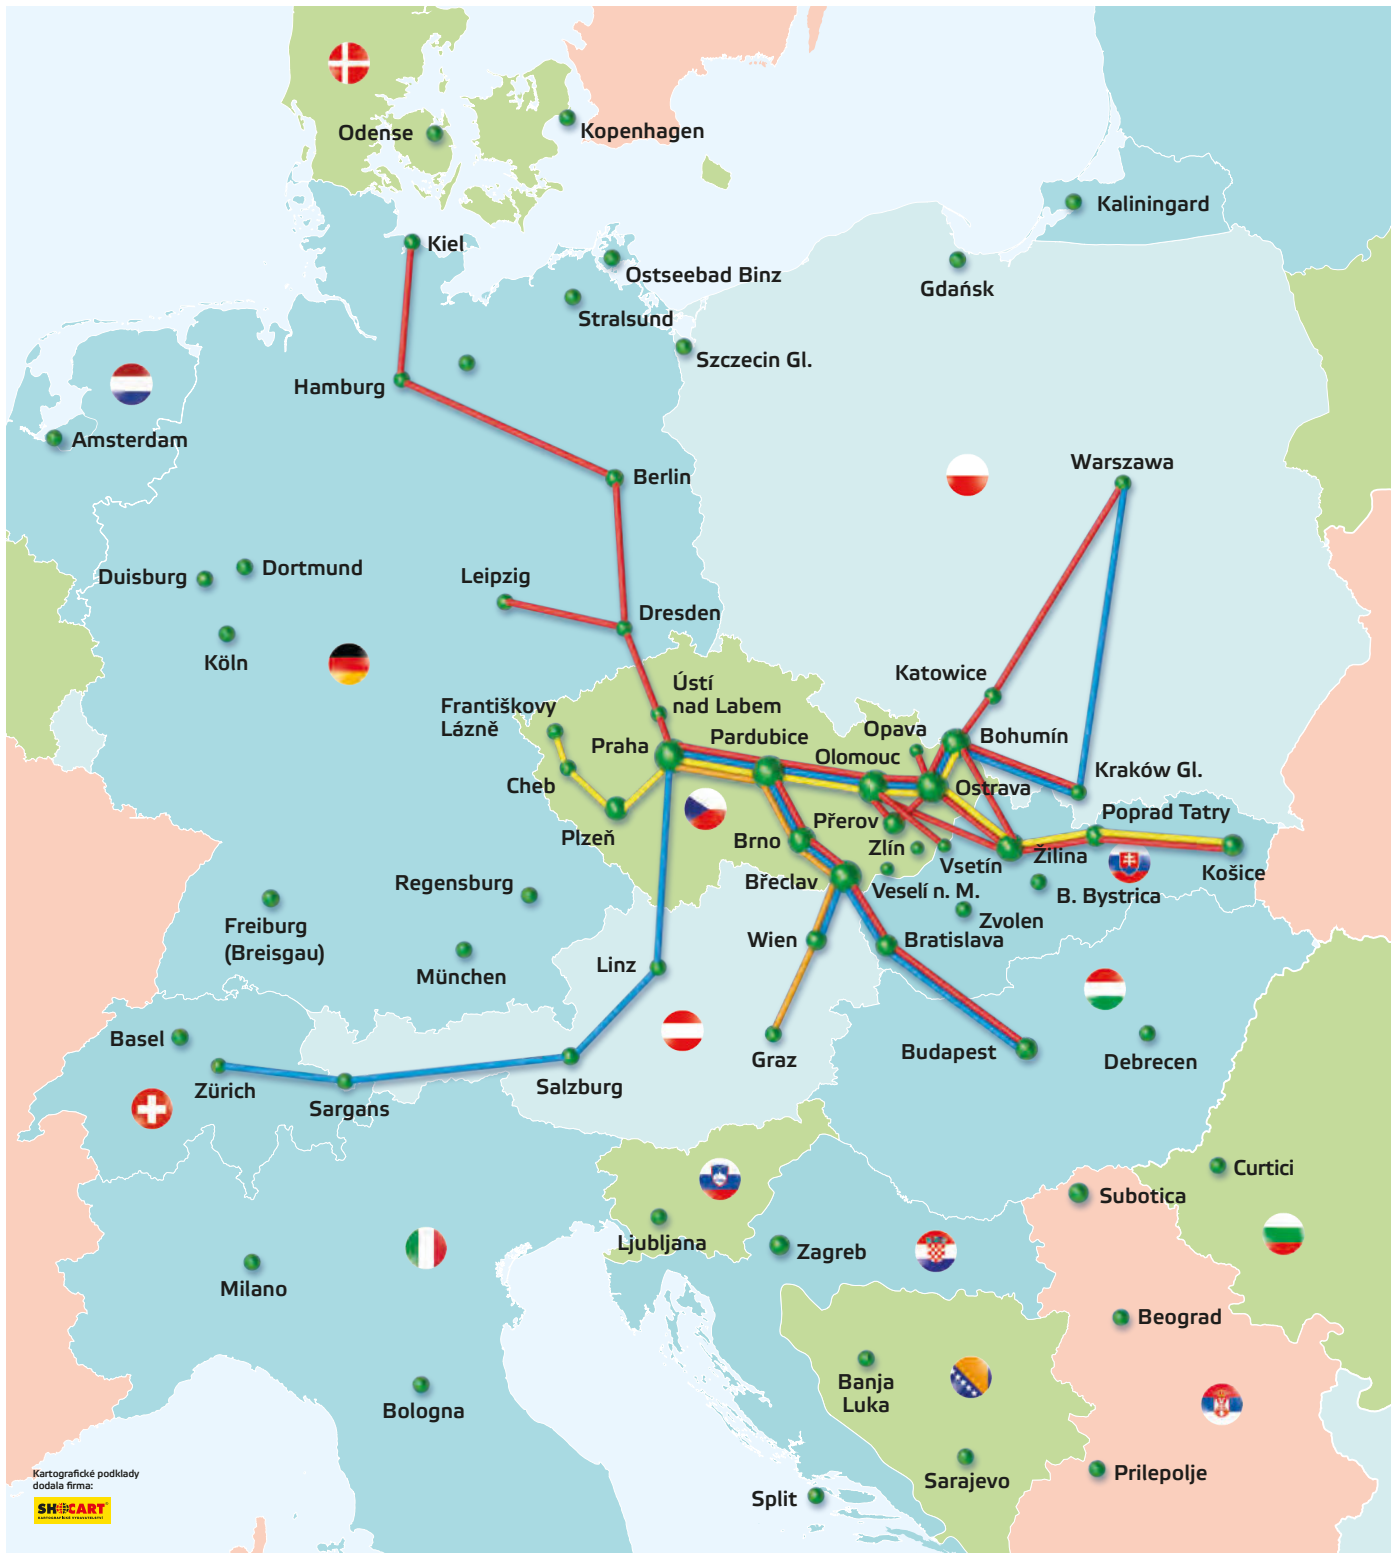 Odense
Kopenhagen
Kaliningard
Kiel
Ostseebad Binz
Gdańsk
Stralsund
Szczecin Gl.
Hamburg
Amsterdam
Warszawa
Berlin
Duisburg
Dortmund
Leipzig
Dresden
Köln
Katowice
Ústí
nad Labem
Františkovy
Lázně
Opava
Bohumín
Praha
Pardubice
Olomouc
Kraków Gl.
Cheb
Ostrava
Poprad Tatry
Plzeň
Přerov
Brno
Zlín
Žilina
Vsetín
Košice
Regensburg
Břeclav
Veselí n. M.
B. Bystrica
Freiburg
(Breisgau)
Zvolen
Wien
Bratislava
Linz
München
Basel
Graz
Budapest
Debrecen
Zürich
Salzburg
Sargans
Curtici
Subotica
Ljubljana
Zagreb
Milano
Beograd
Banja
Luka
Bologna
Kartografické podklady
dodala firma:
SHOCART
KARTOGRAFICKÉ VYDAVATELSTVÍ
Sarajevo
Prilepolje
Split